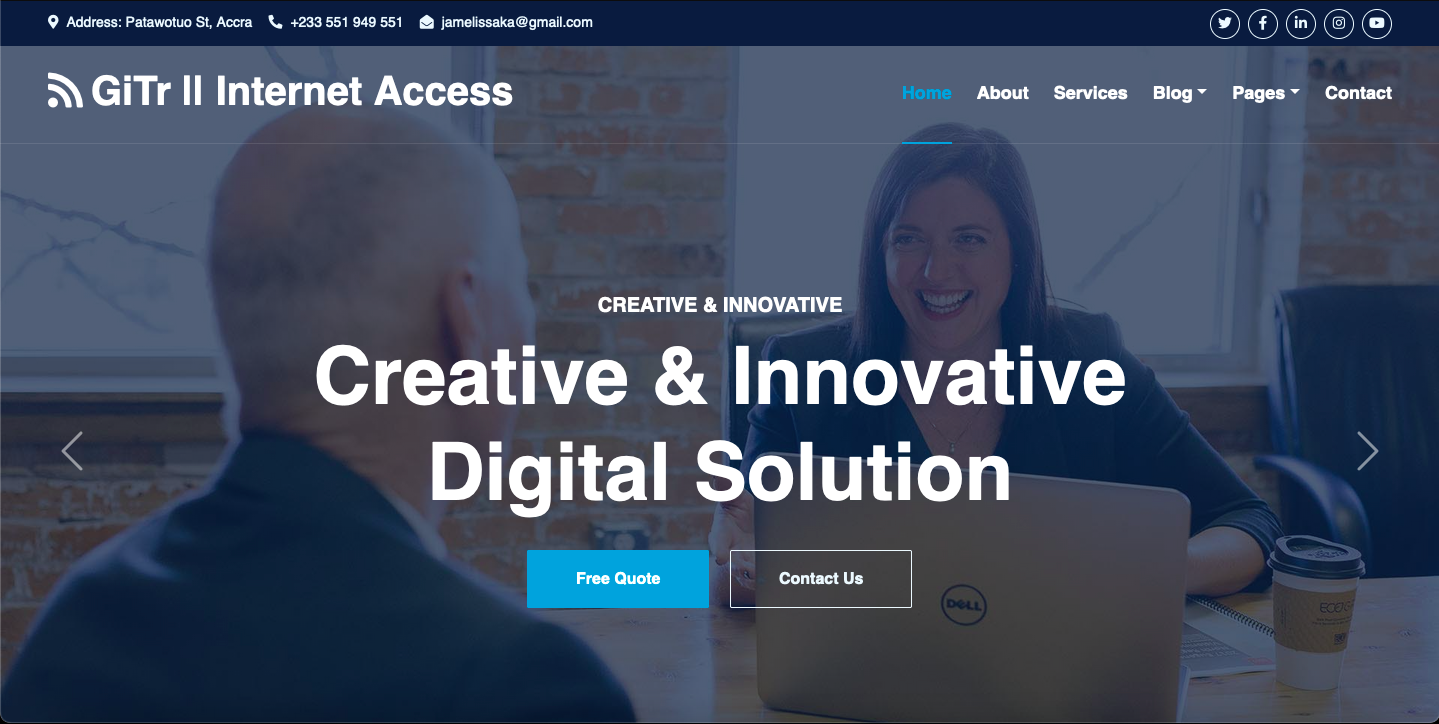 Address: Patawotuo St, Accra +233 551 949 551 jamelissaka@gmail.com
GiTr || Internet Access
Home About Services Blog Pages Contact
CREATIVE & INNOVATIVE
Creative & Innovative
Digital Solution
Free Quote Contact Us
DELL